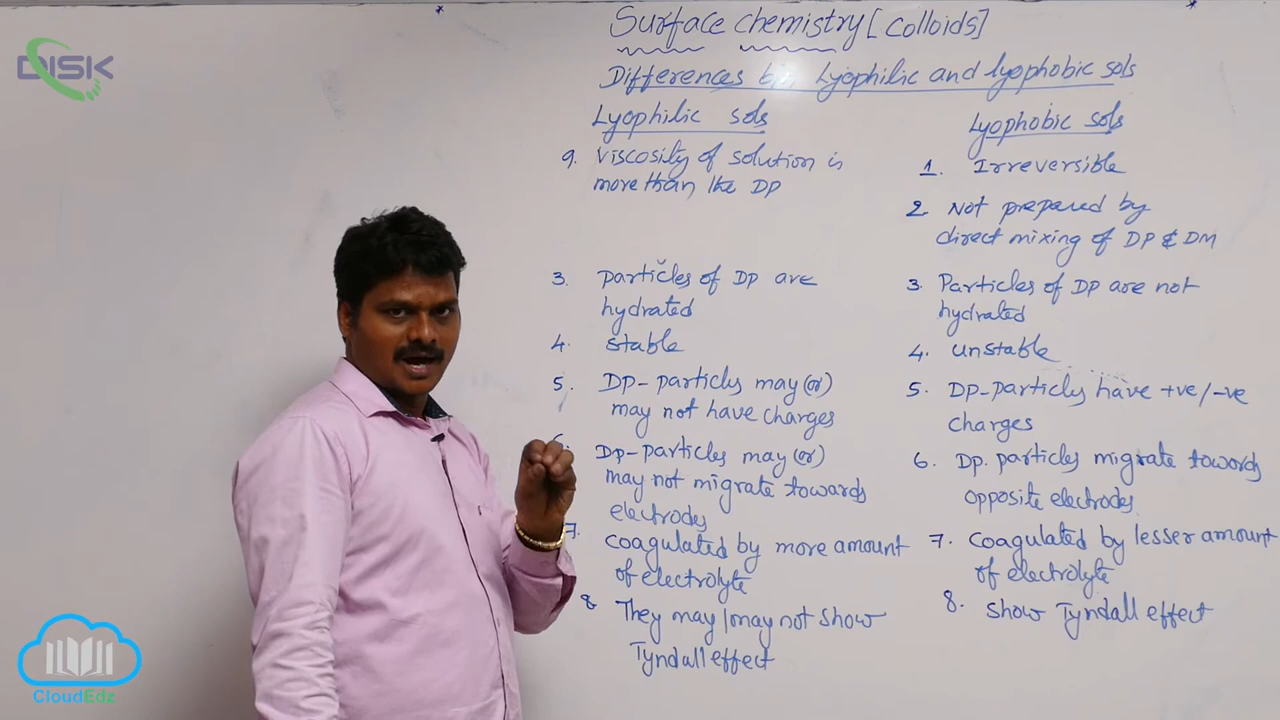 DISK
Surface chemistry [colloids]
Differences b/n Lyophilic and lyophobic sols
Lyophilic sols
9. Viscosity of solution is
more than the DP
3. particles of DP are
hydrated
4. stable
5. DP-particles may (or)
may not have charges
6. DP-particles may (or)
may not migrate towards
electrodes
7. coagulated by more amount
of electrolyte
8 They may/may not show
Tyndall effect
Lyophobic sols
1. Irreversible
2 Not prepared by
direct mixing of DP & DM
3. Particles of DP are not
hydrated
4. unstable
5. DP-particles have +ve/-ve
charges
6. DP. particles migrate towards
opposite electrodes
7. Coagulated by lesser amount
of electrolyte
8. show Tyndall effect
CloudEdz